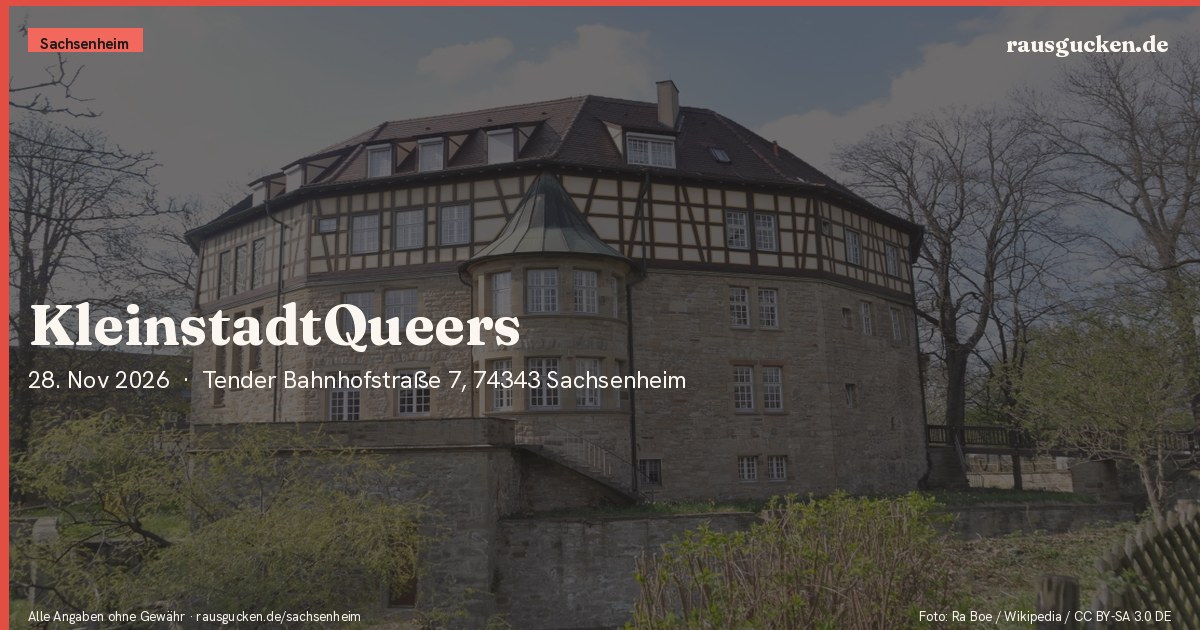 Sachsenheim
rausgucken.de
KleinstadtQueers
28. Nov 2026 · Tender Bahnhofstraße 7, 74343 Sachsenheim
Alle Angaben ohne Gewähr · rausgucken.de/sachsenheim
Foto: Ra Boe / Wikipedia / CC BY-SA 3.0 DE